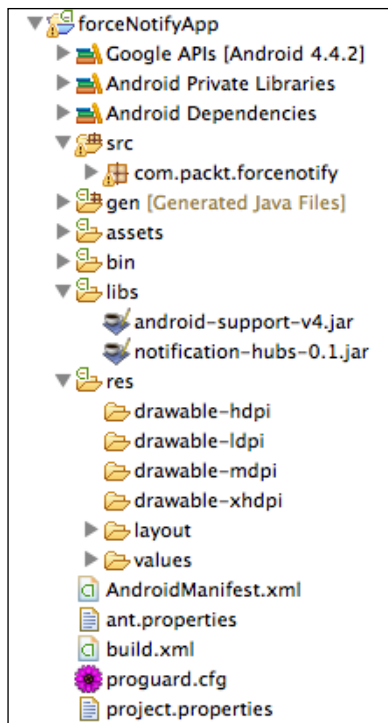 forceNotifyApp
Google APIs [Android 4.4.2]
Android Private Libraries
Android Dependencies
src
com.packt.forcenotify
gen [Generated Java Files]
assets
bin
libs
android-support-v4.jar
notification-hubs-0.1.jar
res
drawable-hdpi
drawable-ldpi
drawable-mdpi
drawable-xhdpi
layout
values
AndroidManifest.xml
ant.properties
build.xml
proguard.cfg
project.properties